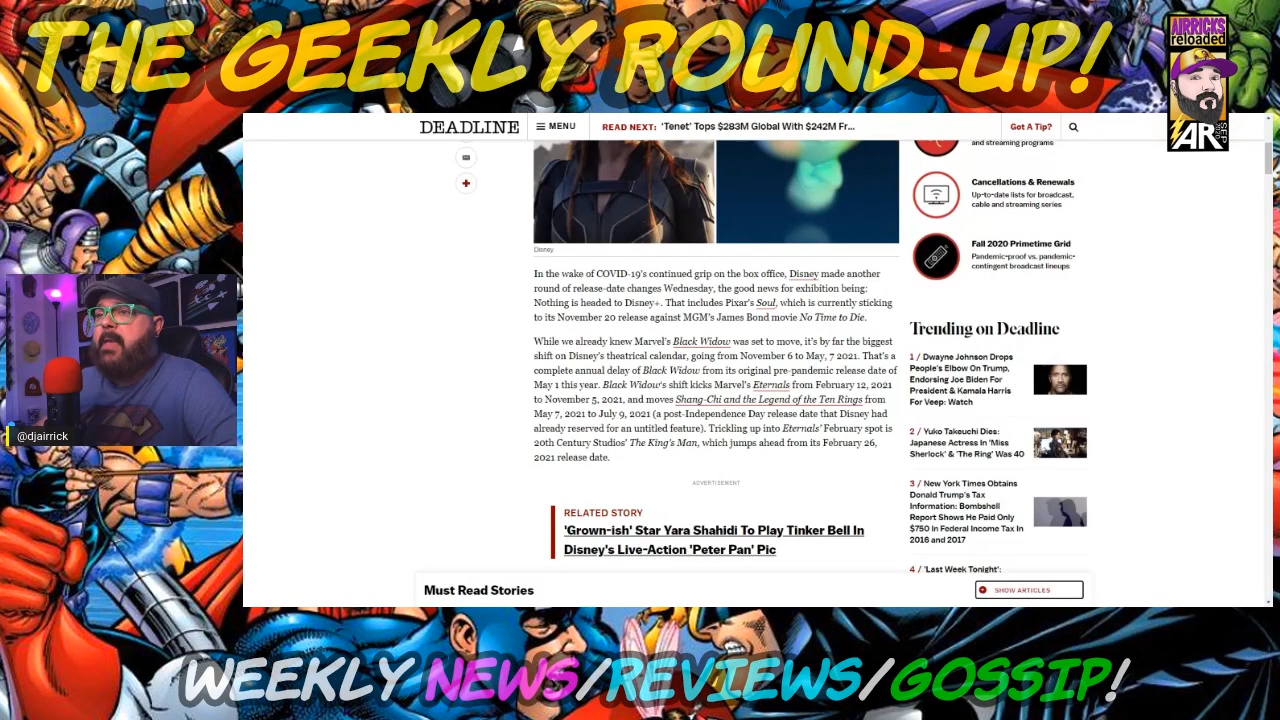 THE GEEKLY ROUND-UP!
AIRRICKS
reloaded
AR
DEADLINE
MENU
READ NEXT: 'Tenet' Tops $283M Global With $242M Fr...
Got A Tip?
and streaming programs
Cancellations & Renewals
Up-to-date lists for broadcast,
cable and streaming series
Fall 2020 Primetime Grid
Pandemic-proof vs. pandemic-
contingent broadcast lineups
Disney
In the wake of COVID-19's continued grip on the box office, Disney made another
round of release-date changes Wednesday, the good news for exhibition being:
Nothing is headed to Disney+. That includes Pixar's Soul, which is currently sticking
to its November 20 release against MGM's James Bond movie No Time to Die.
While we already knew Marvel's Black Widow was set to move, it's by far the biggest
shift on Disney's theatrical calendar, going from November 6 to May, 7 2021. That's a
complete annual delay of Black Widow from its original pre-pandemic release date of
May 1 this year. Black Widow's shift kicks Marvel's Eternals from February 12, 2021
to November 5, 2021, and moves Shang-Chi and the Legend of the Ten Rings from
May 7, 2021 to July 9, 2021 (a post-Independence Day release date that Disney had
already reserved for an untitled feature). Trickling up into Eternals' February spot is
20th Century Studios' The King's Man, which jumps ahead from its February 26,
2021 release date.
ADVERTISEMENT
RELATED STORY
'Grown-ish' Star Yara Shahidi To Play Tinker Bell In
Disney's Live-Action 'Peter Pan' Pic
Trending on Deadline
1 / Dwayne Johnson Drops
People's Elbow On Trump,
Endorsing Joe Biden For
President & Kamala Harris
For Veep: Watch
2 / Yuko Takeuchi Dies:
Japanese Actress In 'Miss
Sherlock' & 'The Ring' Was 40
3 / New York Times Obtains
Donald Trump's Tax
Information: Bombshell
Report Shows He Paid Only
$750 In Federal Income Tax In
2016 and 2017
4 / 'Last Week Tonight':
Must Read Stories
SHOW ARTICLES
@djairrick
WEEKLY NEWS/REVIEWS/GOSSIP!